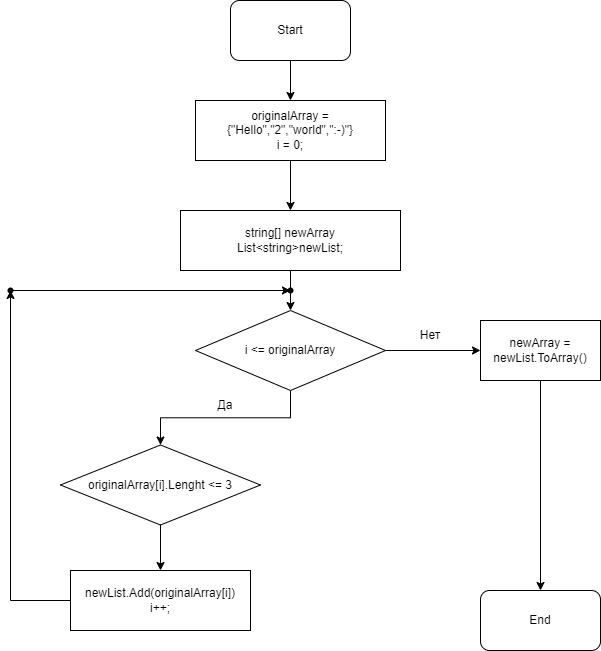 Start
originalArray =
{"Hello","2","world",":-)"}
i = 0;
string[] newArray
List<string>newList;
i <= originalArray
Нет
newArray =
newList.ToArray()
Да
originalArray[i].Lenght <= 3
newList.Add(originalArray[i])
i++;
End